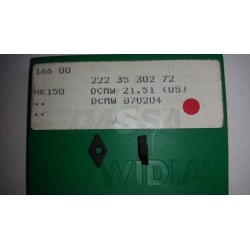 166 00
222 35 302 72
HK150 DCMW 21.51 (US)
.. DCMW 070204
..
WIDIA